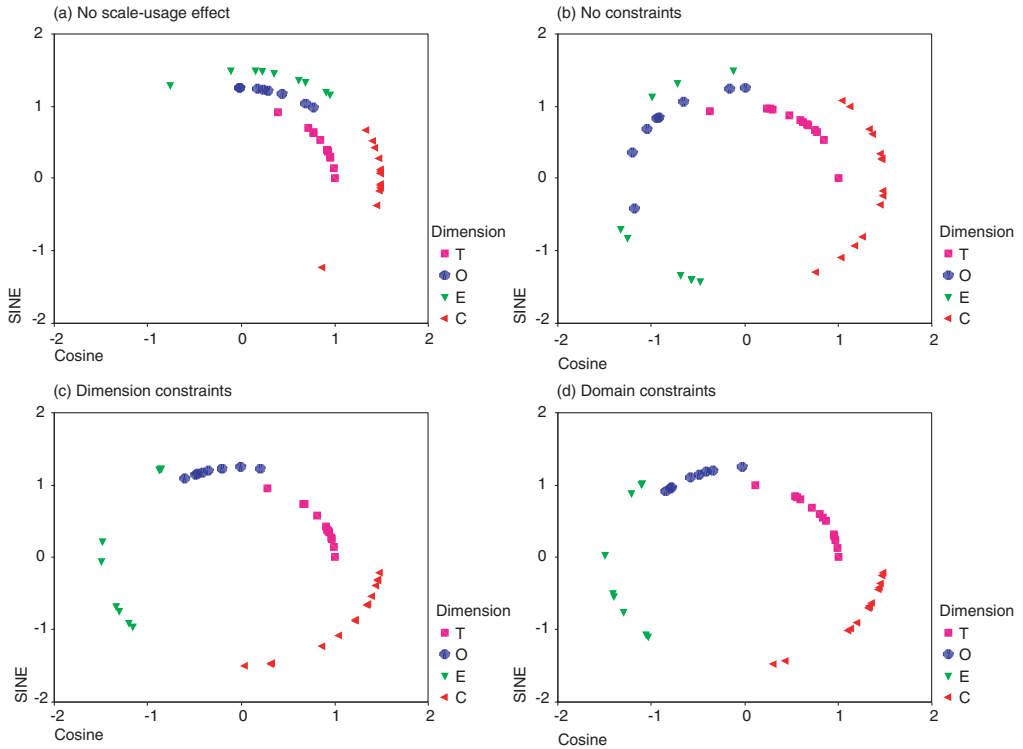 (a) No scale-usage effect
2
1
0
-1
-2
SINE
-2
-1
0
1
2
Cosine
Dimension
T
O
E
C
(b) No constraints
2
1
0
-1
-2
SINE
-2
-1
0
1
2
Cosine
Dimension
T
O
E
C
(c) Dimension constraints
2
1
0
-1
-2
SINE
-2
-1
0
1
2
Cosine
Dimension
T
O
E
C
(d) Domain constraints
2
1
0
-1
-2
SINE
-2
-1
0
1
2
Cosine
Dimension
T
O
E
C